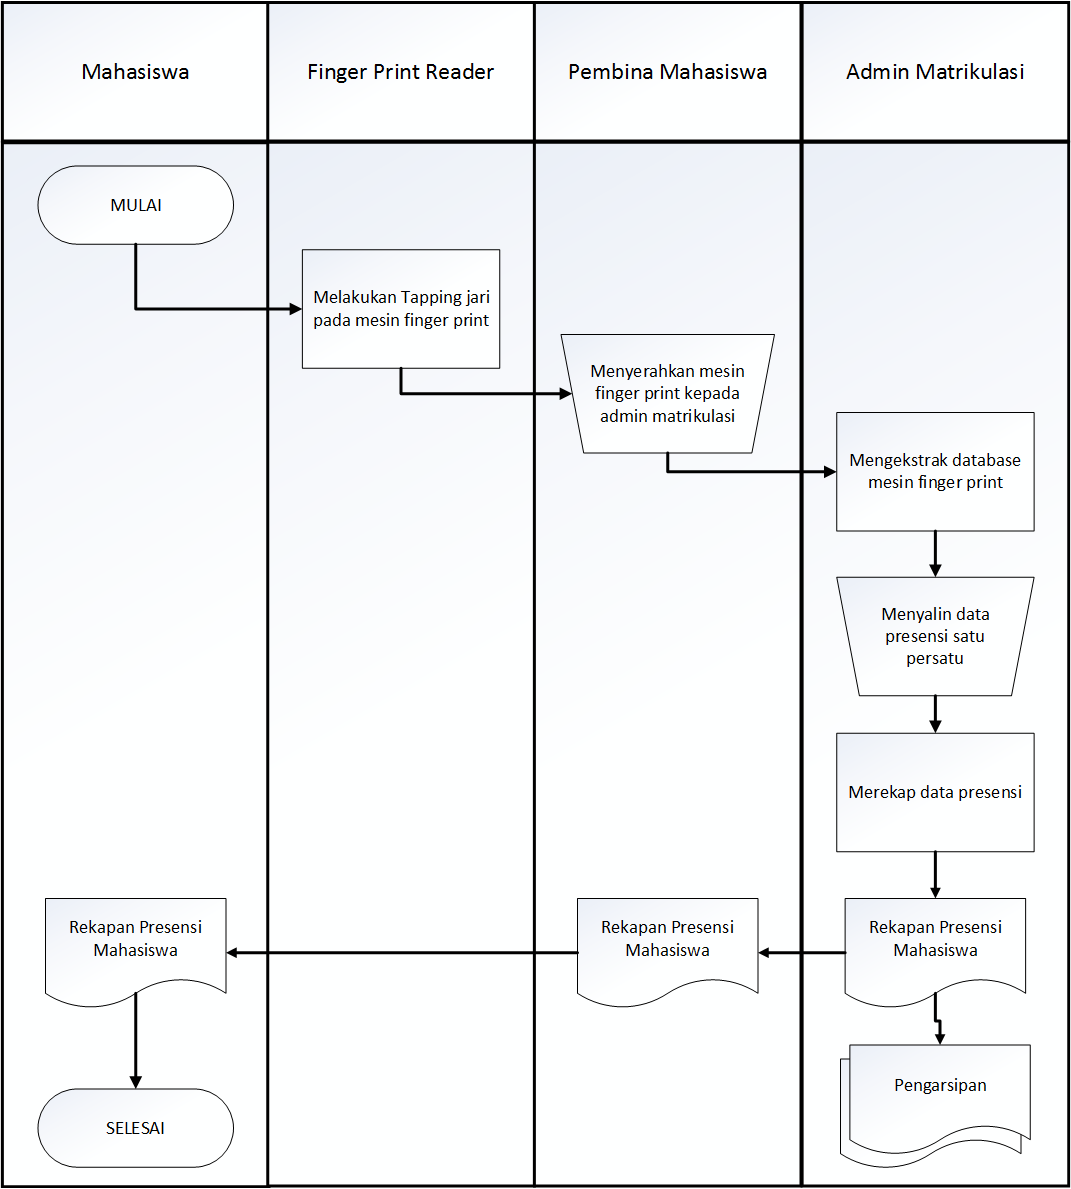 Mahasiswa
Finger Print Reader
Pembina Mahasiswa
Admin Matrikulasi
MULAI
Melakukan Tapping jari
pada mesin finger print
Menyerahkan mesin
finger print kepada
admin matrikulasi
Mengekstrak database
mesin finger print
Menyalin data
presensi satu
persatu
Merekap data presensi
Rekapan Presensi
Mahasiswa
Rekapan Presensi
Mahasiswa
Rekapan Presensi
Mahasiswa
Pengarsipan
SELESAI